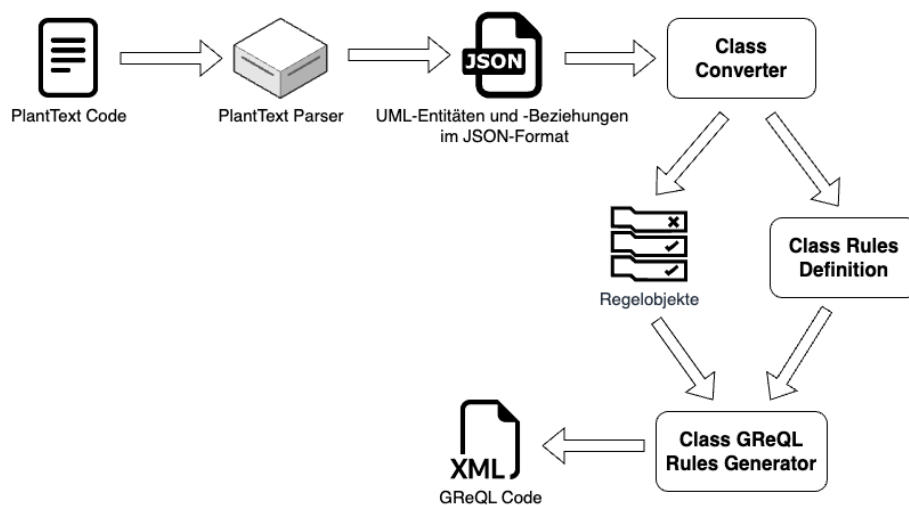 PlantText Code
PlantText Parser
JSON
UML-Entitäten und -Beziehungen
im JSON-Format
Class
Converter
Regelobjekte
Class Rules
Definition
Class GReQL
Rules Generator
XML
GReQL Code